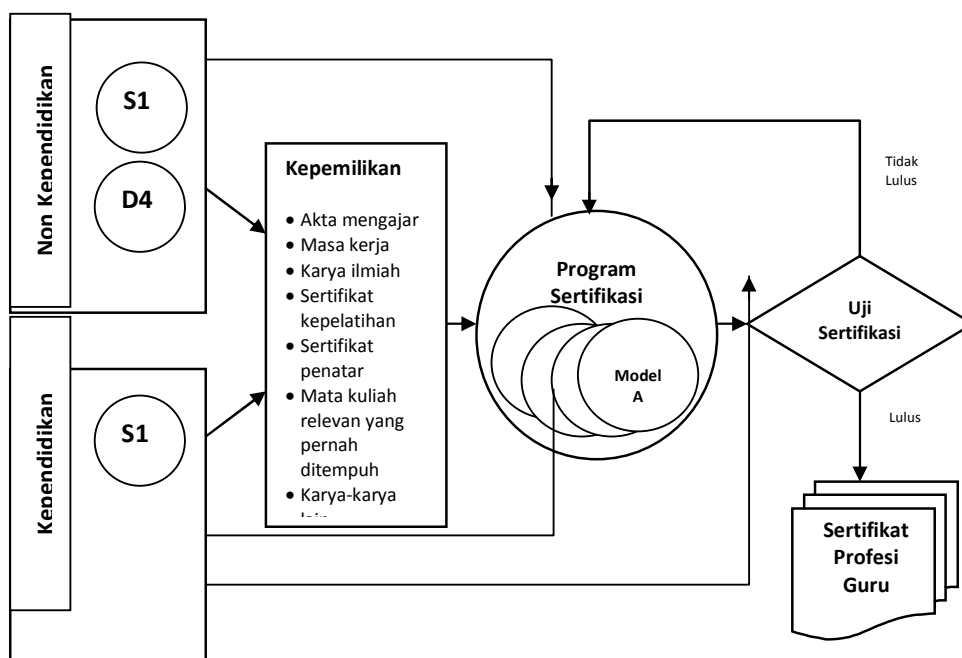 Non Kependidikan
S1
D4
Kependidikan
S1
Kepemilikan
• Akta mengajar
• Masa kerja
• Karya ilmiah
• Sertifikat
kepelatihan
• Sertifikat
penatar
• Mata kuliah
relevan yang
pernah
ditempuh
• Karya-karya
Program
Sertifikasi
Model
A
Uji
Sertifikasi
Tidak
Lulus
Lulus
Sertifikat
Profesi
Guru